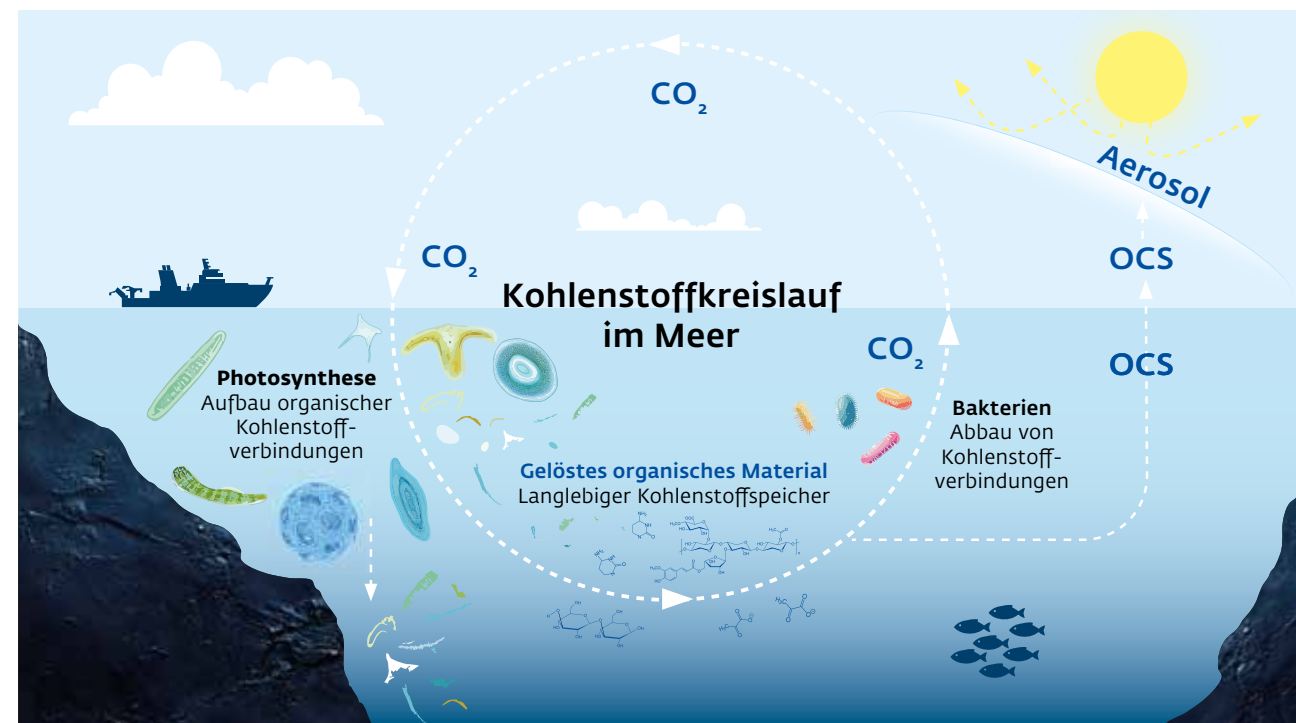 CO₂
Aerosol
CO₂
OCS
Kohlenstoffkreislauf
im Meer
CO₂
OCS
Photosynthese
Aufbau organischer
Kohlenstoff-
verbindungen
Bakterien
Abbau von
Kohlenstoff-
verbindungen
Gelöstes organisches Material
Langlebiger Kohlenstoffspeicher